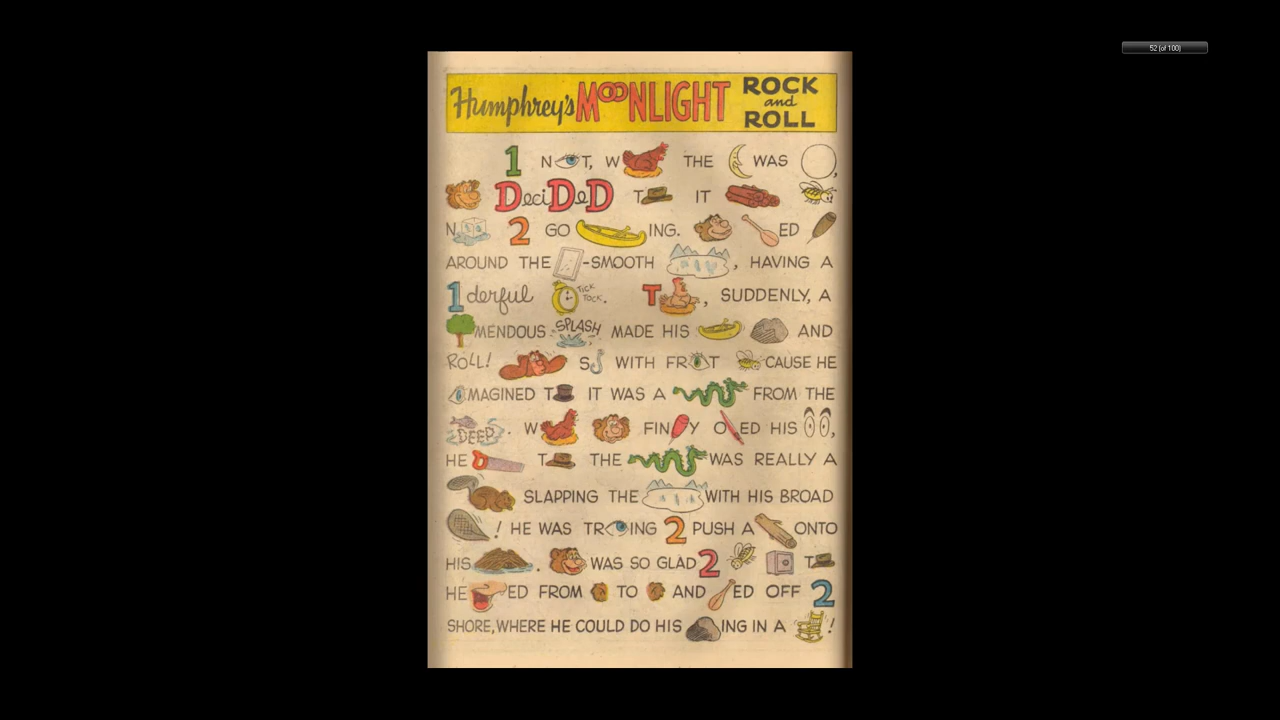 52 (of 100)
Humphrey's MOONLIGHT ROCK and ROLL
1 N T, W THE WAS ,
DeciDeD T IT
N 2 GO ING. ED
AROUND THE -SMOOTH , HAVING A
1derful TICK TOCK. T , SUDDENLY, A
MENDOUS SPLASH MADE HIS AND
ROLL! S WITH FR T CAUSE HE
MAGINED T IT WAS A FROM THE
DEEP. W FIN Y O ED HIS ,
HE T THE WAS REALLY A
SLAPPING THE WITH HIS BROAD
! HE WAS TR ING 2 PUSH A ONTO
HIS . WAS SO GLAD 2 T
HE ED FROM TO AND ED OFF 2
SHORE, WHERE HE COULD DO HIS ING IN A !